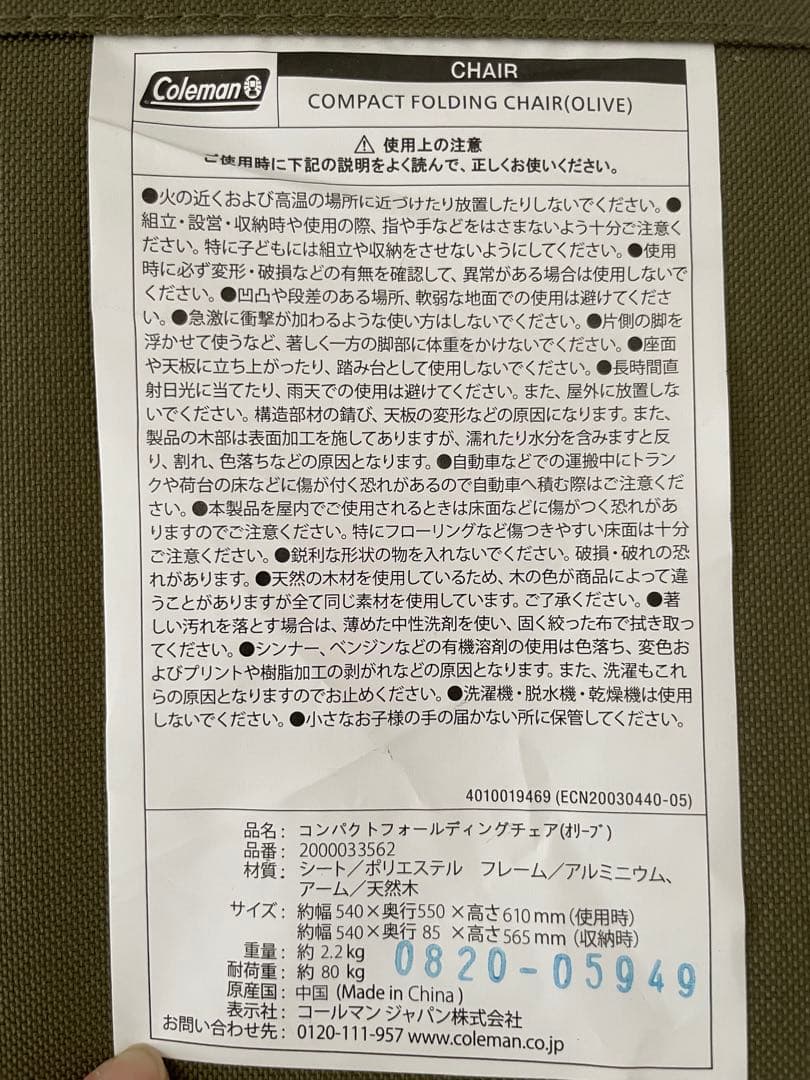 Coleman
CHAIR
COMPACT FOLDING CHAIR(OLIVE)
⚠ 使用上の注意
ご使用時に下記の説明をよく読んで、正しくお使いください。
●火の近くおよび高温の場所に近づけたり放置したりしないでください。●
組立・設営・収納時や使用の際、指や手などをはさまないよう十分ご注意く
ださい。特に子どもには組立や収納をさせないようにしてください。●使用
時に必ず変形・破損などの有無を確認して、異常がある場合は使用しないで
ください。●凹凸や段差のある場所、軟弱な地面での使用は避けてくださ
い。●急激に衝撃が加わるような使い方はしないでください。●片側の脚を
浮かせて使うなど、著しく一方の脚部に体重をかけないでください。●座面
や天板に立ち上がったり、踏み台として使用しないでください。●長時間直
射日光に当てたり、雨天での使用は避けてください。また、屋外に放置しな
いでください。構造部材の錆び、天板の変形などの原因になります。また、
製品の木部は表面加工を施してありますが、濡れたり水分を含みますと反
り、割れ、色落ちなどの原因となります。●自動車などでの運搬中にトラン
クや荷台の床などに傷が付く恐れがあるので自動車へ積む際はご注意くだ
さい。●本製品を屋内でご使用されるときは床面などに傷がつく恐れがあ
りますのでご注意ください。特にフローリングなど傷つきやすい床面は十分
ご注意ください。●鋭利な形状の物を入れないでください。破損・破れの恐
れがあります。●天然の木材を使用しているため、木の色が商品によって違
うことがありますが全て同じ素材を使用しています。ご了承ください。●著
しい汚れを落とす場合は、薄めた中性洗剤を使い、固く絞った布で拭き取っ
てください。●シンナー、ベンジンなどの有機溶剤の使用は色落ち、変色お
よびプリントや樹脂加工の剥がれなどの原因となります。また、洗濯もこれ
らの原因となりますのでお止めください。●洗濯機・脱水機・乾燥機は使用
しないでください。●小さなお子様の手の届かない所に保管してください。
4010019469 (ECN20030440-05)
品名： コンパクトフォールディングチェア(ｵﾘｰﾌﾞ)
品番： 2000033562
材質： シート／ポリエステル　フレーム／アルミニウム、
アーム／天然木
サイズ： 約幅 540×奥行550 ×高さ610mm（使用時）
約幅 540×奥行 85 ×高さ565mm（収納時）
重量： 約 2.2kg
耐荷重： 約 80 kg
0820-05949
原産国： 中国 (Made in China)
表示社： コールマン ジャパン株式会社
お問い合わせ先： 0120-111-957 www.coleman.co.jp